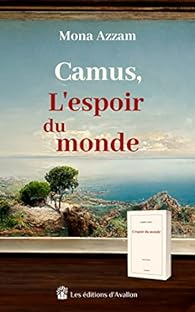 Mona Azzam
Camus,
L'espoir
du
monde
L'espoir du monde
Les éditions d'Avallon